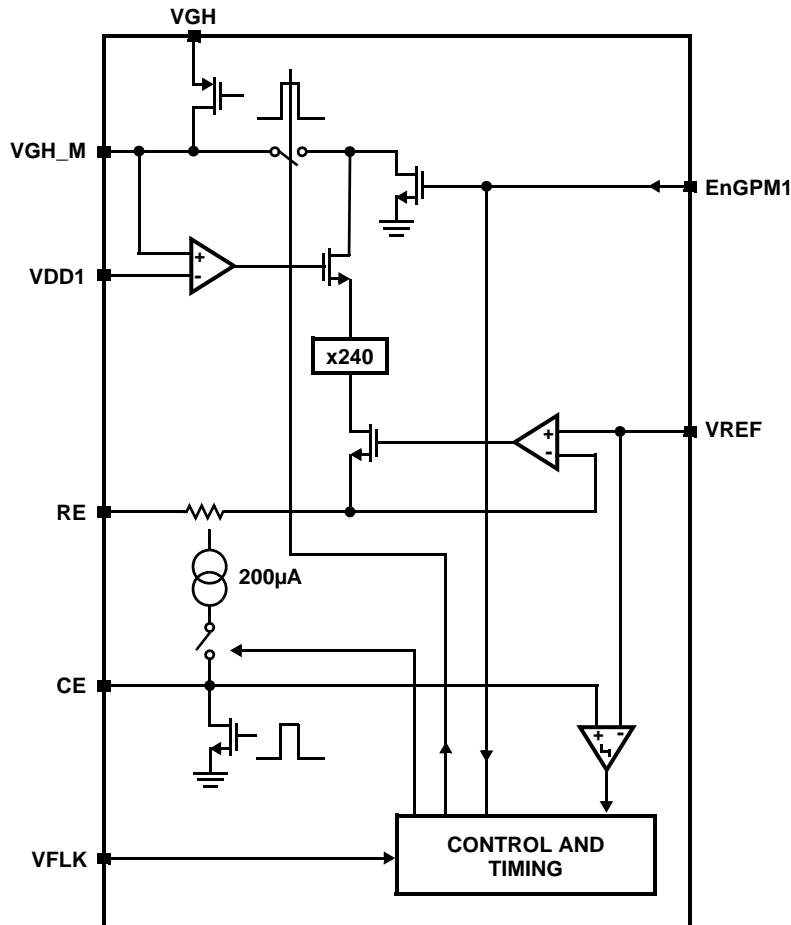 VGH
VGH_M
EnGPM1
+
-
VDD1
x240
+
-
VREF
RE
200µA
CE
+ -
CONTROL AND
TIMING
VFLK